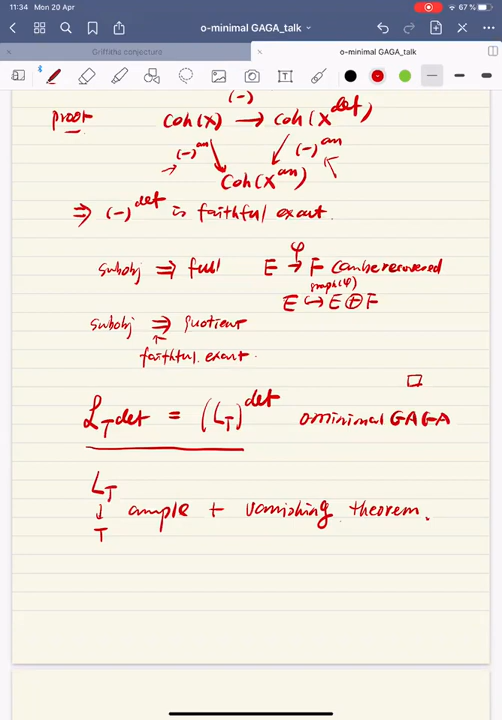 11:34 Mon 20 Apr
67%
o-minimal GAGA_talk
Griffiths conjecture
o-minimal GAGA_talk
proof Coh(X) (-) → Coh(X^def)
(-)^an (-)^an
Coh(X^an)
⇒ (-)^def is faithful exact.
subobj ⇒ full E φ→ F can be recovered
graph(φ)
E ↪ E ⊕ F
subobj ⇒ quotient
↑
faithful. exact.
□
ℒ_T^def = (L_T)^def ominimal GAGA
L_T
↓ ample + vanishing theorem.
T